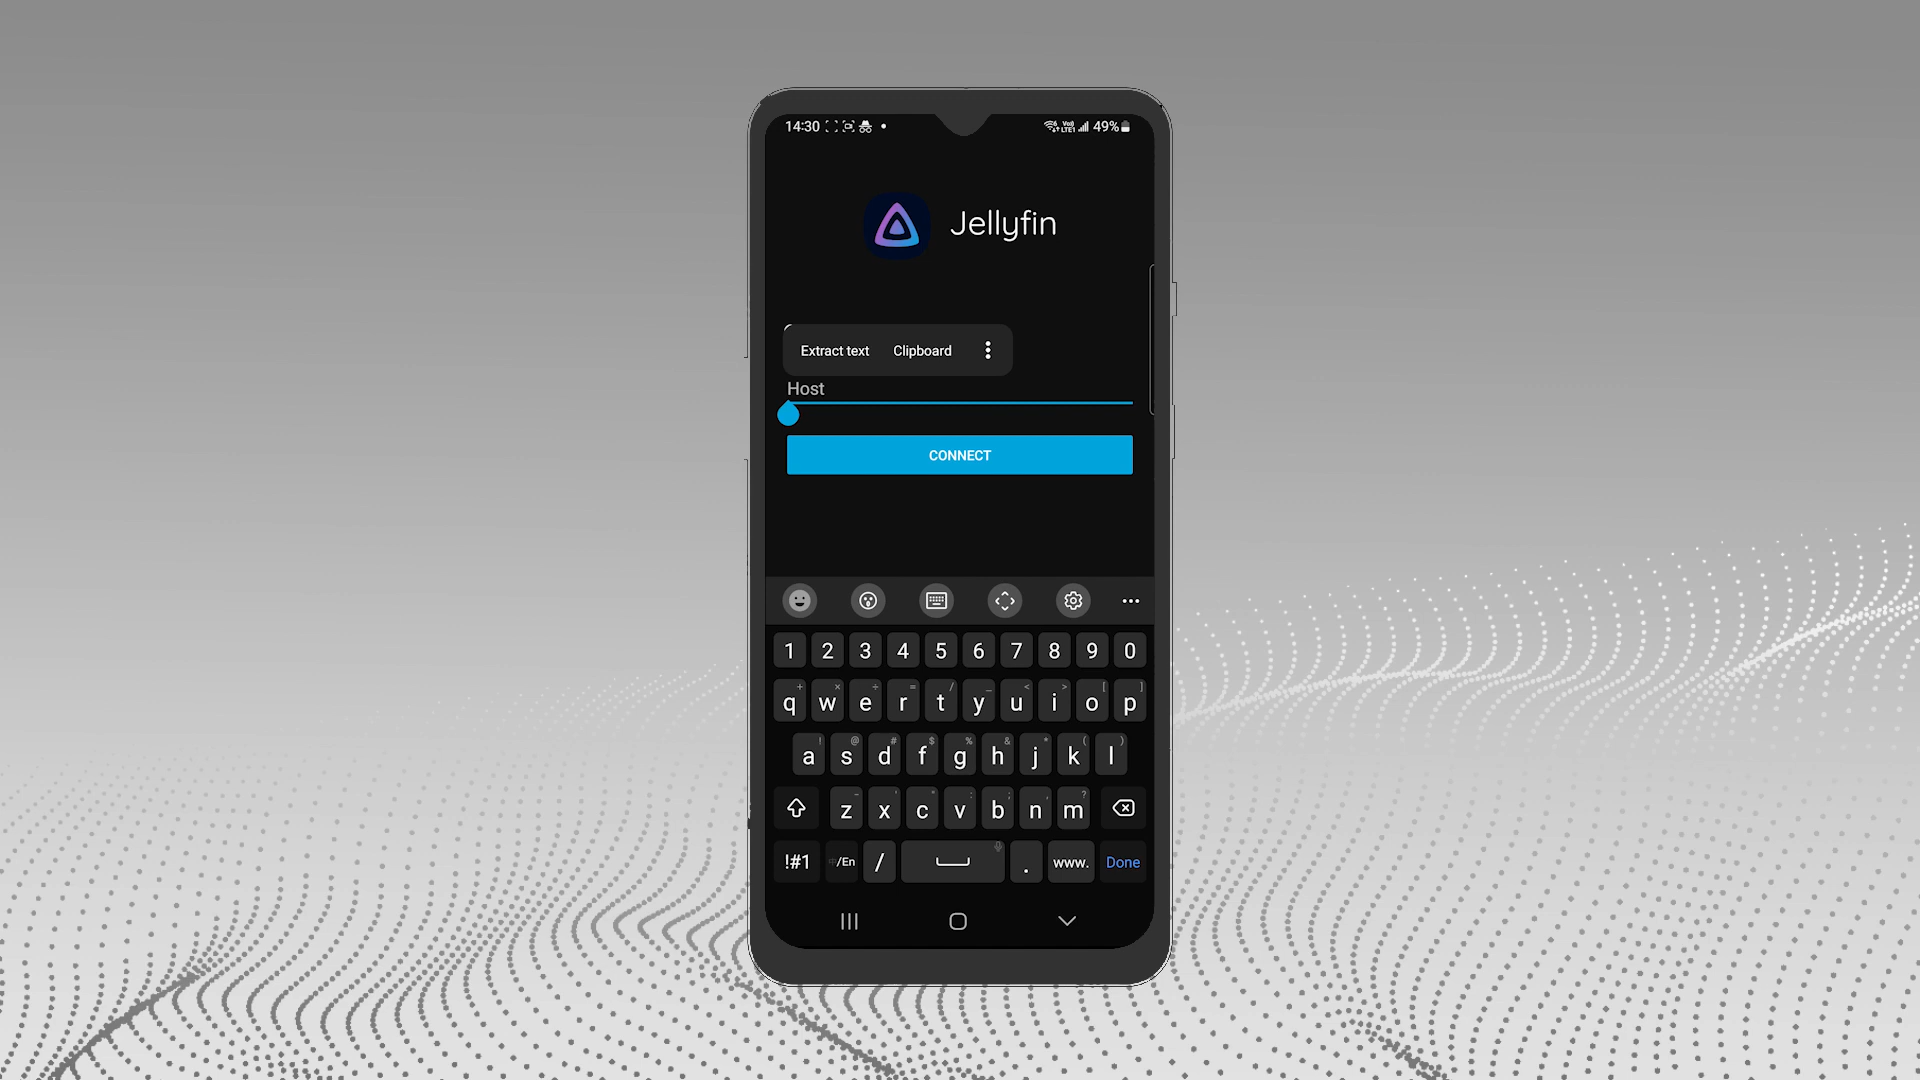 14:30 49%
Jellyfin
Extract text Clipboard
Host
CONNECT
1 2 3 4 5 6 7 8 9 0
q w e r t y u i o p
a s d f g h j k l
z x c v b n m
!#1 中/En / . www. Done